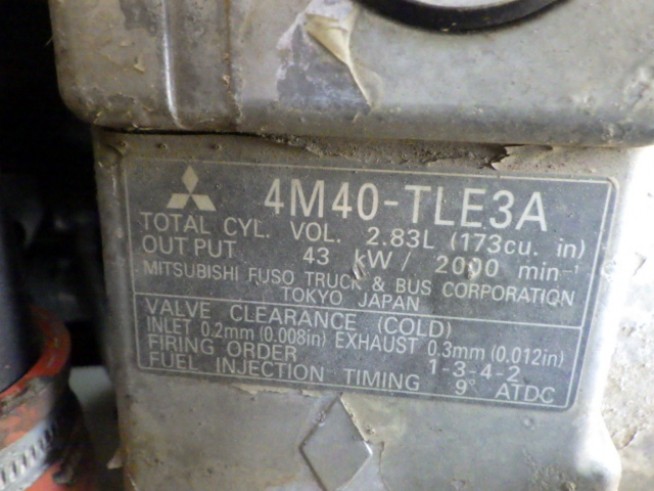 4M40-TLE3A
TOTAL CYL. VOL. 2.83L (173cu. in)
OUTPUT 43 kW / 2000 min⁻¹
MITSUBISHI FUSO TRUCK & BUS CORPORATION
TOKYO JAPAN
VALVE CLEARANCE (COLD)
INLET 0.2mm (0.008in) EXHAUST 0.3mm (0.012in)
FIRING ORDER 1-3-4-2
FUEL INJECTION TIMING 9° ATDC